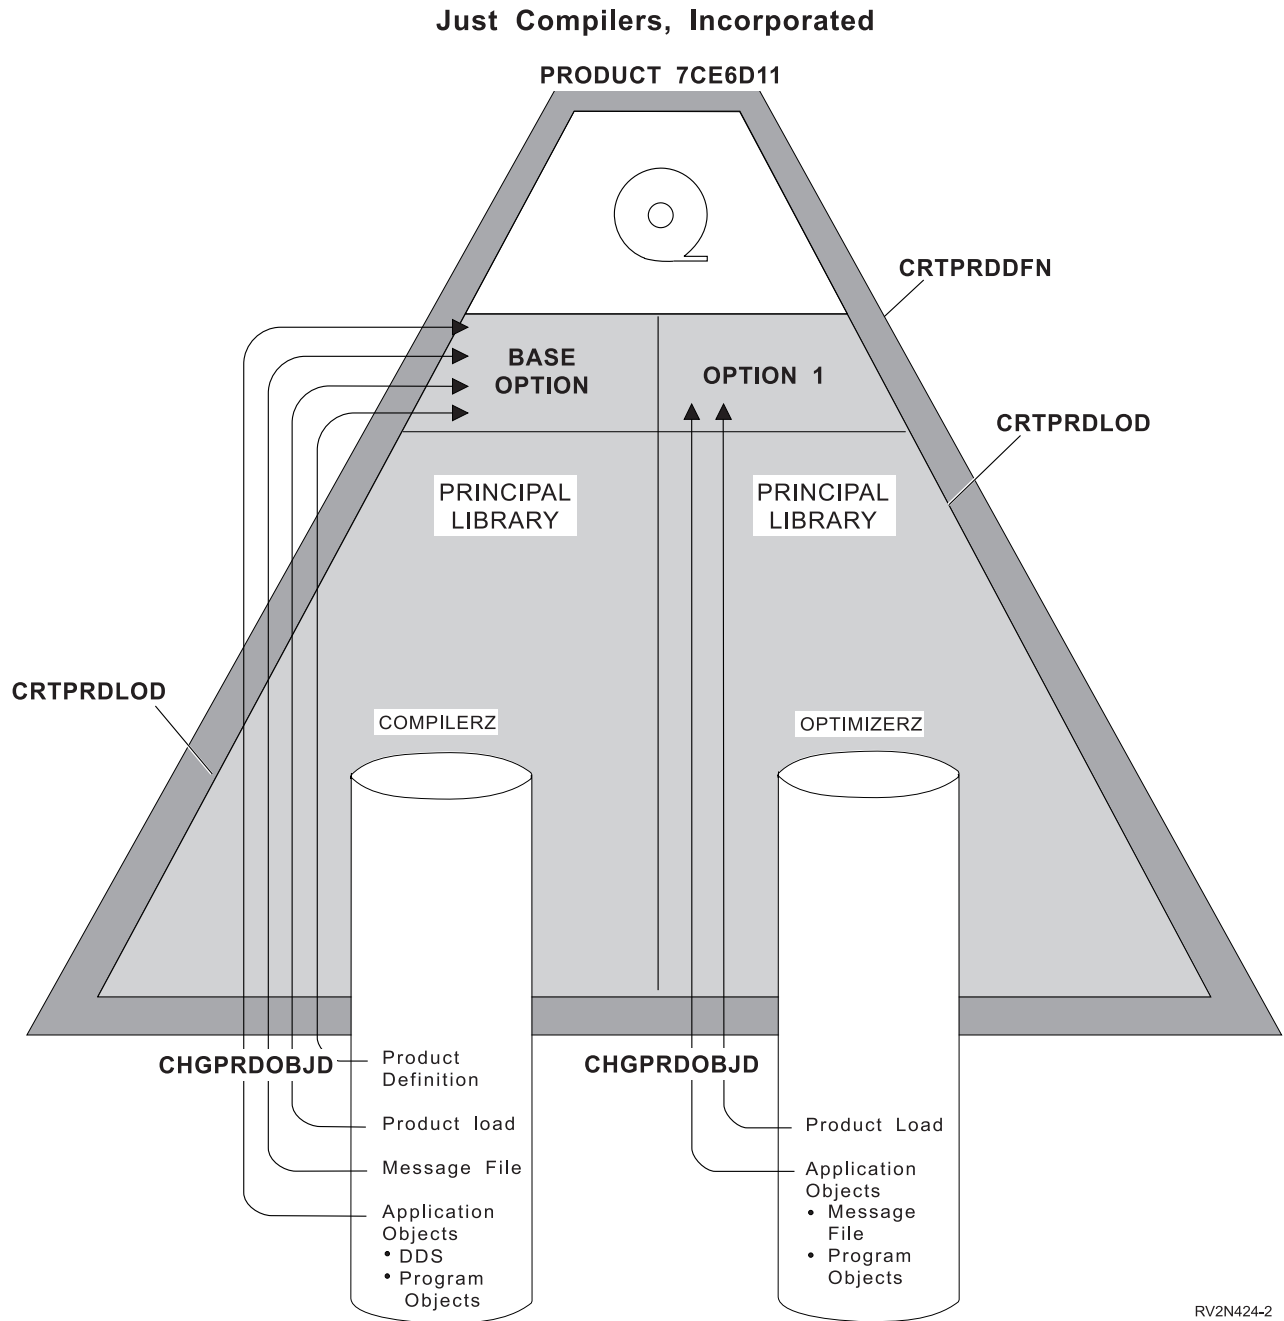 Just Compilers, Incorporated
PRODUCT 7CE6D11
CRTPRDDFN
BASE
OPTION
OPTION 1
CRTPRDLOD
PRINCIPAL
LIBRARY
PRINCIPAL
LIBRARY
CRTPRDLOD
COMPILERZ
OPTIMIZERZ
CHGPRDOBJD
Product
Definition
Product load
Message File
Application
Objects
• DDS
• Program
Objects
CHGPRDOBJD
Product Load
Application
Objects
• Message
File
• Program
Objects
RV2N424-2